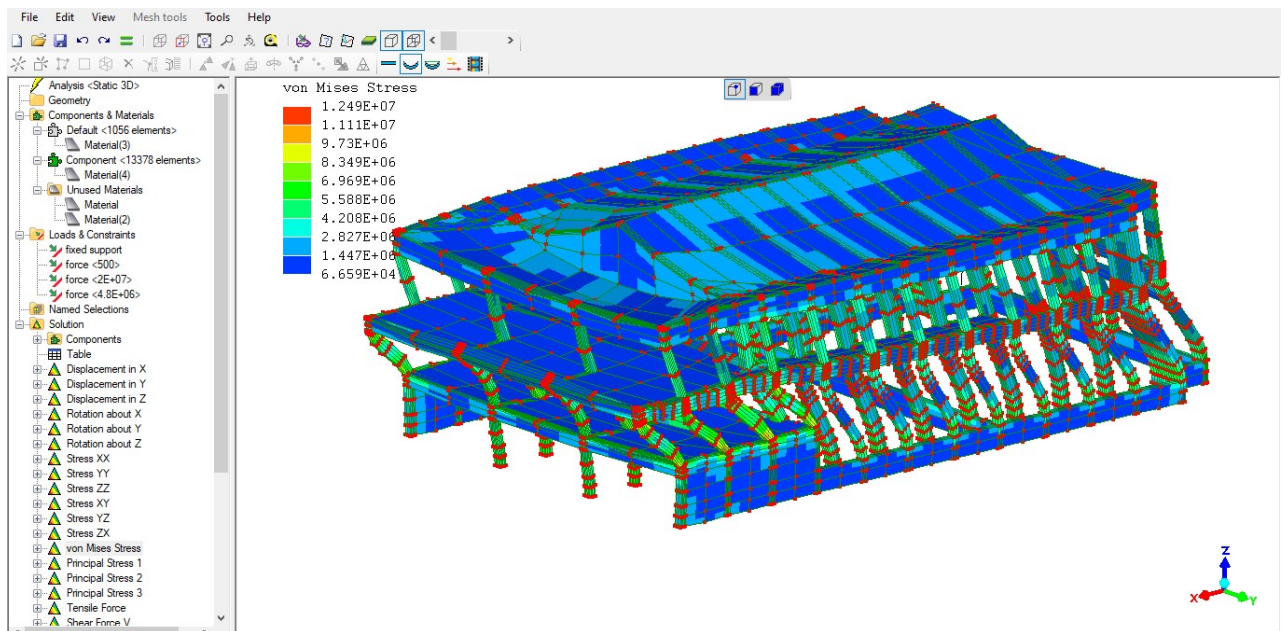 File Edit View Mesh tools Tools Help
Analysis <Static 3D>
Geometry
Components & Materials
Default <1056 elements>
Material(3)
Component <13378 elements>
Material(4)
Unused Materials
Material
Material(2)
Loads & Constraints
fixed support
force <500>
force <2E+07>
force <4.8E+06>
Named Selections
Solution
Components
Table
Displacement in X
Displacement in Y
Displacement in Z
Rotation about X
Rotation about Y
Rotation about Z
Stress XX
Stress YY
Stress ZZ
Stress XY
Stress YZ
Stress ZX
von Mises Stress
Principal Stress 1
Principal Stress 2
Principal Stress 3
Tensile Force
Shear Force V
von Mises Stress
1.249E+07
1.111E+07
9.73E+06
8.349E+06
6.969E+06
5.588E+06
4.208E+06
2.827E+06
1.447E+06
6.659E+04
Z
X
Y